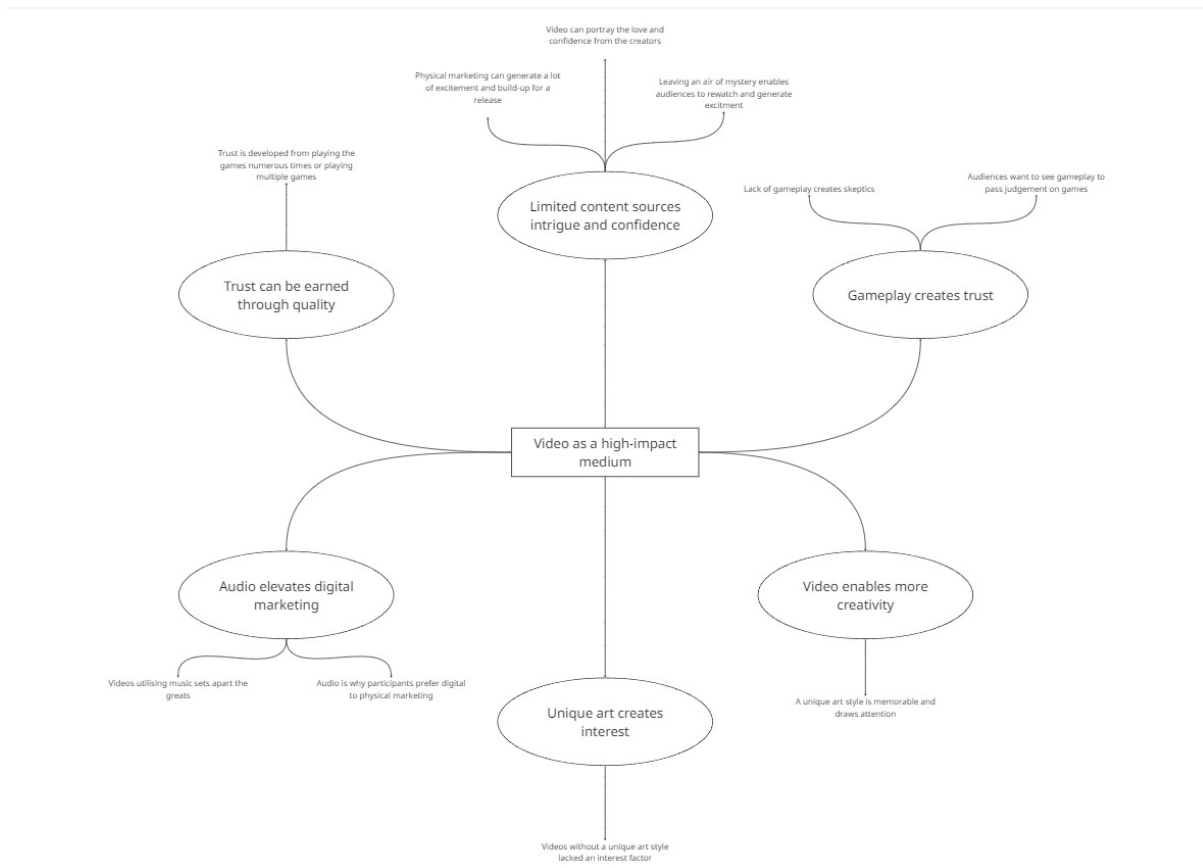 Video can portray the love and
confidence from the creators
Physical marketing can generate a lot
of excitement and build-up for a
release
Leaving an air of mystery enables
audiences to rewatch and generate
excitment
Trust is developed from playing the
games numerous times or playing
multiple games
Lack of gameplay creates skeptics
Audiences want to see gameplay to
pass judgement on games
Limited content sources
intrigue and confidence
Trust can be earned
through quality
Gameplay creates trust
Video as a high-impact
medium
Audio elevates digital
marketing
Video enables more
creativity
Videos utilising music sets apart the
greats
Audio is why participants prefer digital
to physical marketing
A unique art style is memorable and
draws attention
Unique art creates
interest
Videos without a unique art style
lacked an interest factor